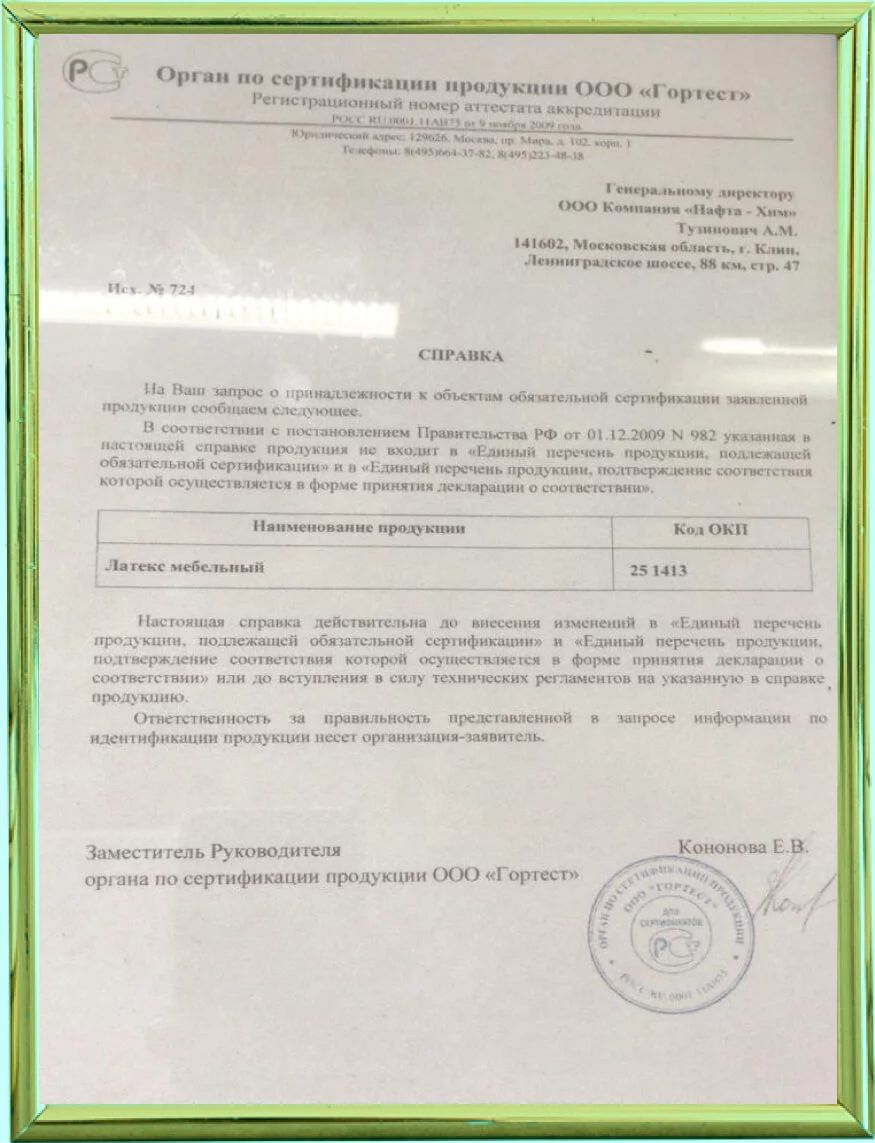 РСТ
Орган по сертификации продукции ООО «Гортест»
Регистрационный номер аттестата аккредитации
РОСС RU.0001.11АВ75 от 9 ноября 2009 года
Юридический адрес: 129626, Москва, пр. Мира, д. 102, корп. 1
Телефоны: 8(495)664-37-82, 8(495)223-48-38
Генеральному директору
ООО Компания «Нафта - Хим»
Тузинович А.М.
141602, Московская область, г. Клин,
Ленинградское шоссе, 88 км, стр. 47
Исх. № 724
СПРАВКА
На Ваш запрос о принадлежности к объектам обязательной сертификации заявленной
продукции сообщаем следующее.
В соответствии с постановлением Правительства РФ от 01.12.2009 N 982 указанная в
настоящей справке продукция не входит в «Единый перечень продукции, подлежащей
обязательной сертификации» и в «Единый перечень продукции, подтверждение соответствия
которой осуществляется в форме принятия декларации о соответствии».
Наименование продукции Код ОКП
Латекс мебельный 25 1413
Настоящая справка действительна до внесения изменений в «Единый перечень
продукции, подлежащей обязательной сертификации» и «Единый перечень продукции,
подтверждение соответствия которой осуществляется в форме принятия декларации о
соответствии» или до вступления в силу технических регламентов на указанную в справке
продукцию.
Ответственность за правильность представленной в запросе информации по
идентификации продукции несет организация-заявитель.
Заместитель Руководителя Кононова Е.В.
органа по сертификации продукции ООО «Гортест»
ОРГАН ПО СЕРТИФИКАЦИИ ПРОДУКЦИИ
ООО "ГОРТЕСТ"
ДЛЯ
СЕРТИФИКАТОВ
РСТ
РОСС RU.0001.11АВ75